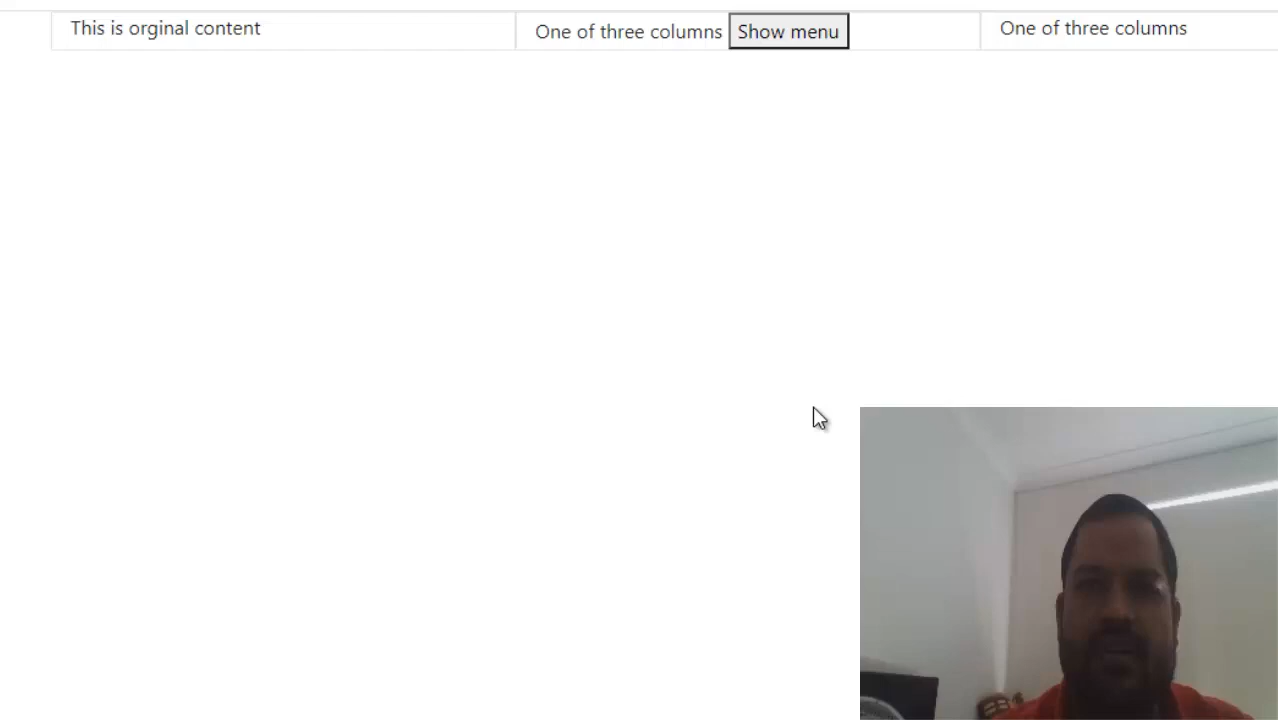 This is orginal content
One of three columns Show menu
One of three columns